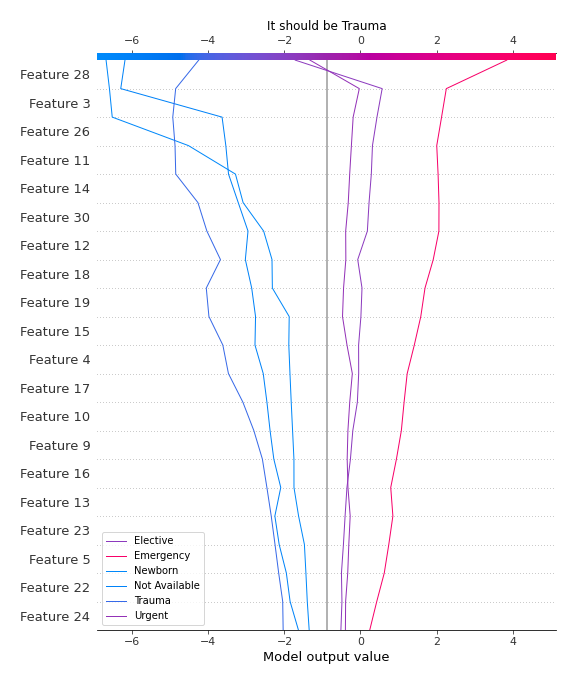 It should be Trauma
−6 −4 −2 0 2 4
Feature 28
Feature 3
Feature 26
Feature 11
Feature 14
Feature 30
Feature 12
Feature 18
Feature 19
Feature 15
Feature 4
Feature 17
Feature 10
Feature 9
Feature 16
Feature 13
Feature 23
Feature 5
Feature 22
Feature 24
Elective
Emergency
Newborn
Not Available
Trauma
Urgent
−6 −4 −2 0 2 4
Model output value